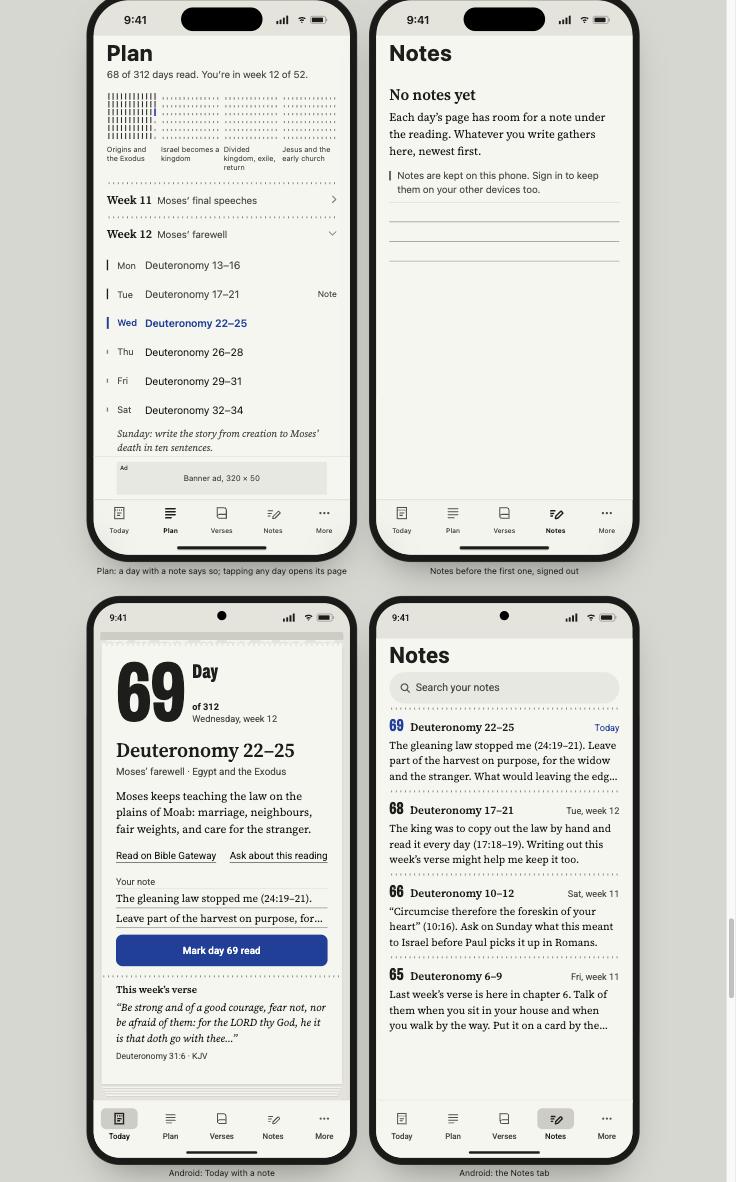 9:41
Plan
68 of 312 days read. You're in week 12 of 52.
Origins and
the Exodus
Israel becomes a
kingdom
Divided
kingdom, exile,
return
Jesus and the
early church
Week 11 Moses' final speeches
Week 12 Moses' farewell
Mon Deuteronomy 13–16
Tue Deuteronomy 17–21 Note
Wed Deuteronomy 22–25
Thu Deuteronomy 26–28
Fri Deuteronomy 29–31
Sat Deuteronomy 32–34
Sunday: write the story from creation to Moses'
death in ten sentences.
Ad
Banner ad, 320 × 50
Today Plan Verses Notes More
Plan: a day with a note says so; tapping any day opens its page
9:41
Notes
No notes yet
Each day's page has room for a note under
the reading. Whatever you write gathers
here, newest first.
Notes are kept on this phone. Sign in to keep
them on your other devices too.
Today Plan Verses Notes More
Notes before the first one, signed out
9:41
69 Day
of 312
Wednesday, week 12
Deuteronomy 22–25
Moses' farewell · Egypt and the Exodus
Moses keeps teaching the law on the
plains of Moab: marriage, neighbours,
fair weights, and care for the stranger.
Read on Bible Gateway Ask about this reading
Your note
The gleaning law stopped me (24:19–21).
Leave part of the harvest on purpose, for…
Mark day 69 read
This week's verse
“Be strong and of a good courage, fear not, nor
be afraid of them: for the LORD thy God, he it
is that doth go with thee…”
Deuteronomy 31:6 · KJV
Today Plan Verses Notes More
Android: Today with a note
9:41
Notes
Search your notes
69 Deuteronomy 22–25 Today
The gleaning law stopped me (24:19–21). Leave
part of the harvest on purpose, for the widow
and the stranger. What would leaving the edg…
68 Deuteronomy 17–21 Tue, week 12
The king was to copy out the law by hand and
read it every day (17:18–19). Writing out this
week's verse might help me keep it too.
66 Deuteronomy 10–12 Sat, week 11
“Circumcise therefore the foreskin of your
heart” (10:16). Ask on Sunday what this meant
to Israel before Paul picks it up in Romans.
65 Deuteronomy 6–9 Fri, week 11
Last week's verse is here in chapter 6. Talk of
them when you sit in your house and when
you walk by the way. Put it on a card by the…
Today Plan Verses Notes More
Android: the Notes tab